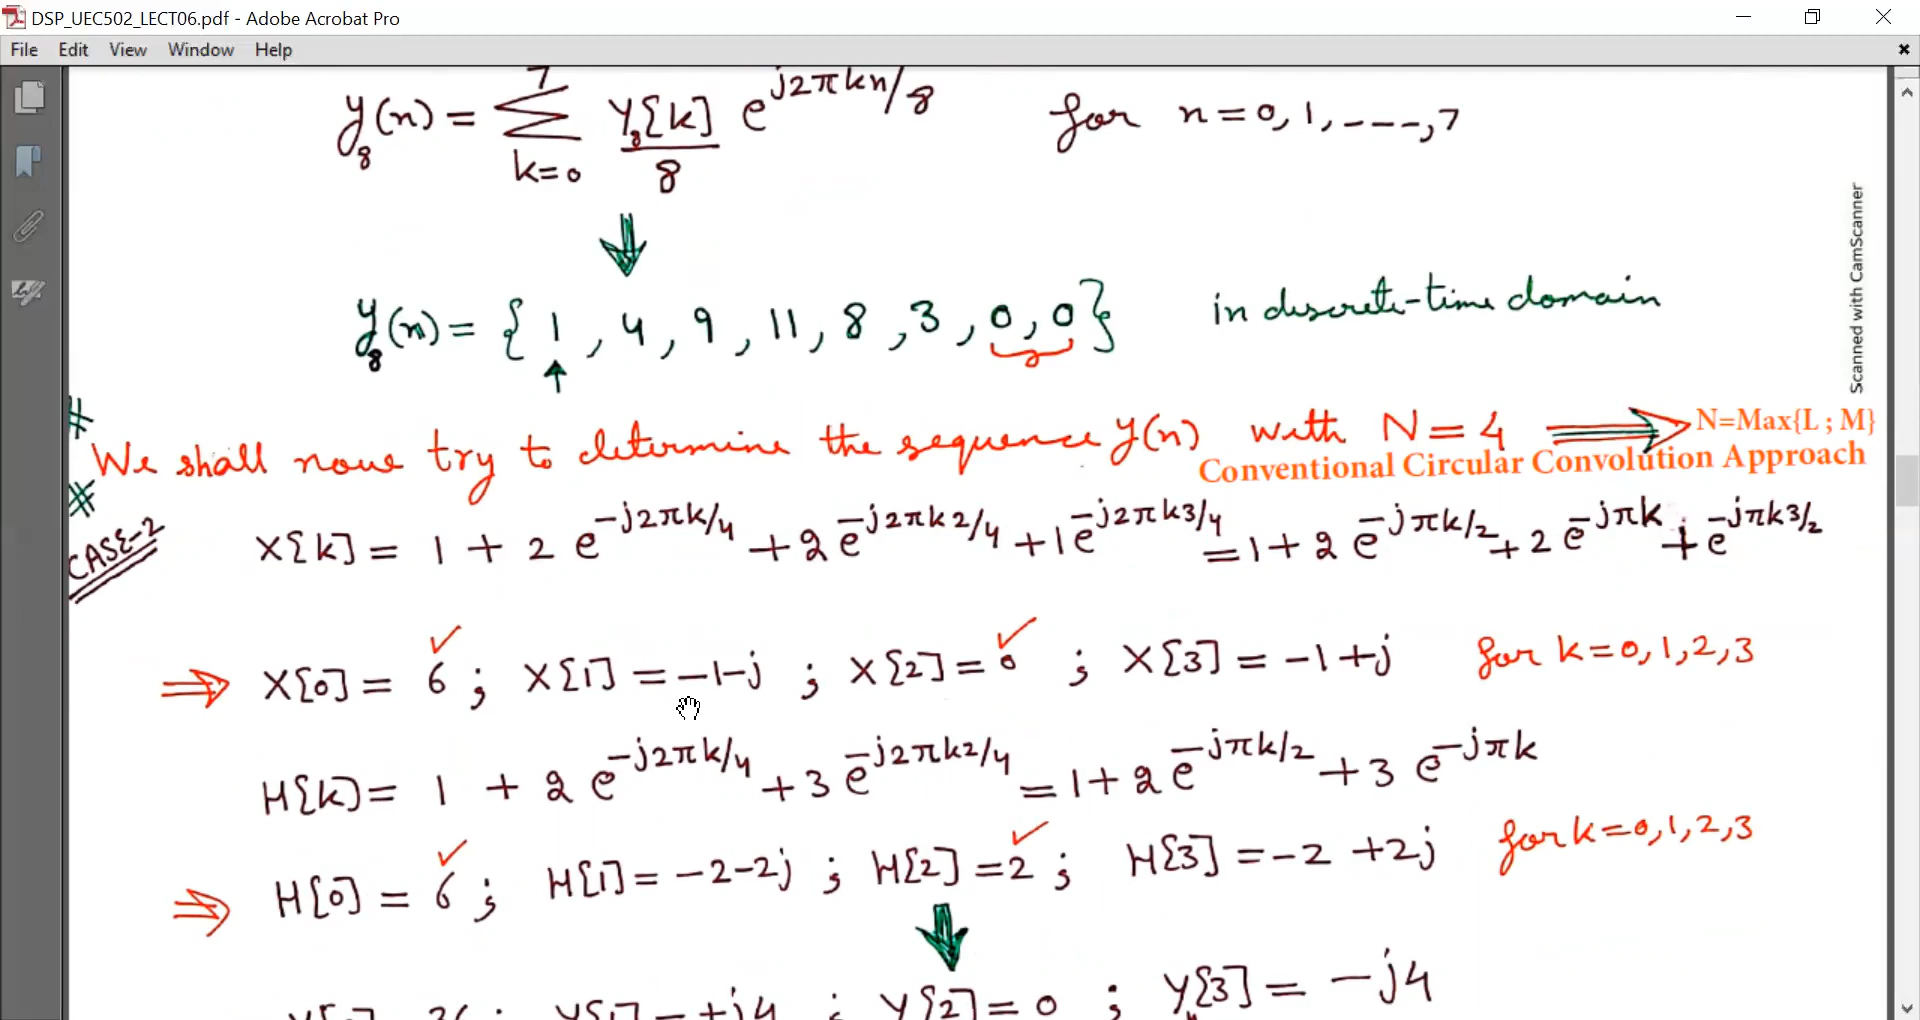 DSP_UEC502_LECT06.pdf - Adobe Acrobat Pro
File Edit View Window Help
y₈(n) = Σ_{k=0}^{7} Y₈[k]/8 e^{j2πkn/8} for n=0, 1, ----, 7
y₈(n) = {1, 4, 9, 11, 8, 3, 0, 0} in discrete-time domain
↑
Scanned with CamScanner
We shall now try to determine the sequence y(n) with N=4 ⟹ N=Max{L ; M}
Conventional Circular Convolution Approach
CASE-2
X[k] = 1 + 2 e^{-j2πk/4} + 2 e^{-j2πk2/4} + 1 e^{-j2πk3/4} = 1 + 2 e^{-jπk/2} + 2 e^{-jπk} + e^{-jπk3/2}
⇒ X[0] = 6 ; X[1] = -1-j ; X[2] = 0 ; X[3] = -1+j for k=0,1,2,3
H[k] = 1 + 2 e^{-j2πk/4} + 3 e^{-j2πk2/4} = 1 + 2 e^{-jπk/2} + 3 e^{-jπk}
⇒ H[0] = 6 ; H[1] = -2-2j ; H[2] = 2 ; H[3] = -2 +2j for k=0,1,2,3
Y[2] = 0 ; Y[3] = -j4